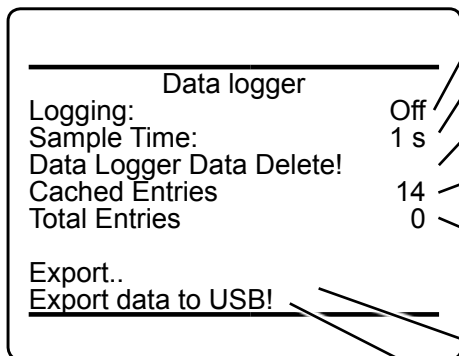 Data logger
Logging: Off
Sample Time: 1 s
Data Logger Data Delete!
Cached Entries 14
Total Entries 0
Export..
Export data to USB!